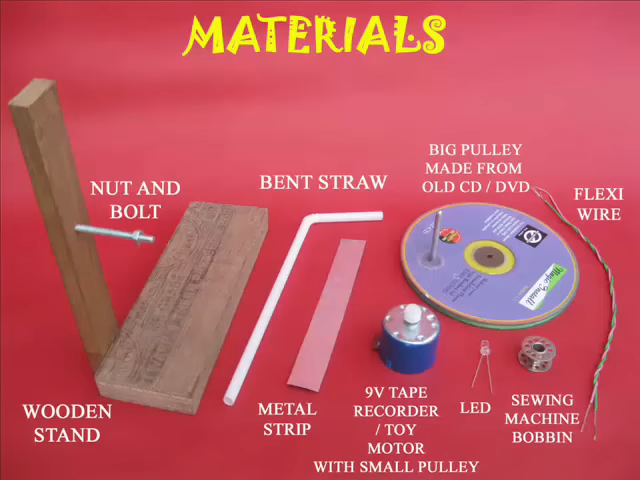 MATERIALS
NUT AND
BOLT
BENT STRAW
BIG PULLEY
MADE FROM
OLD CD / DVD
FLEXI
WIRE
WOODEN
STAND
METAL
STRIP
9V TAPE
RECORDER
/ TOY
MOTOR
WITH SMALL PULLEY
LED
SEWING
MACHINE
BOBBIN